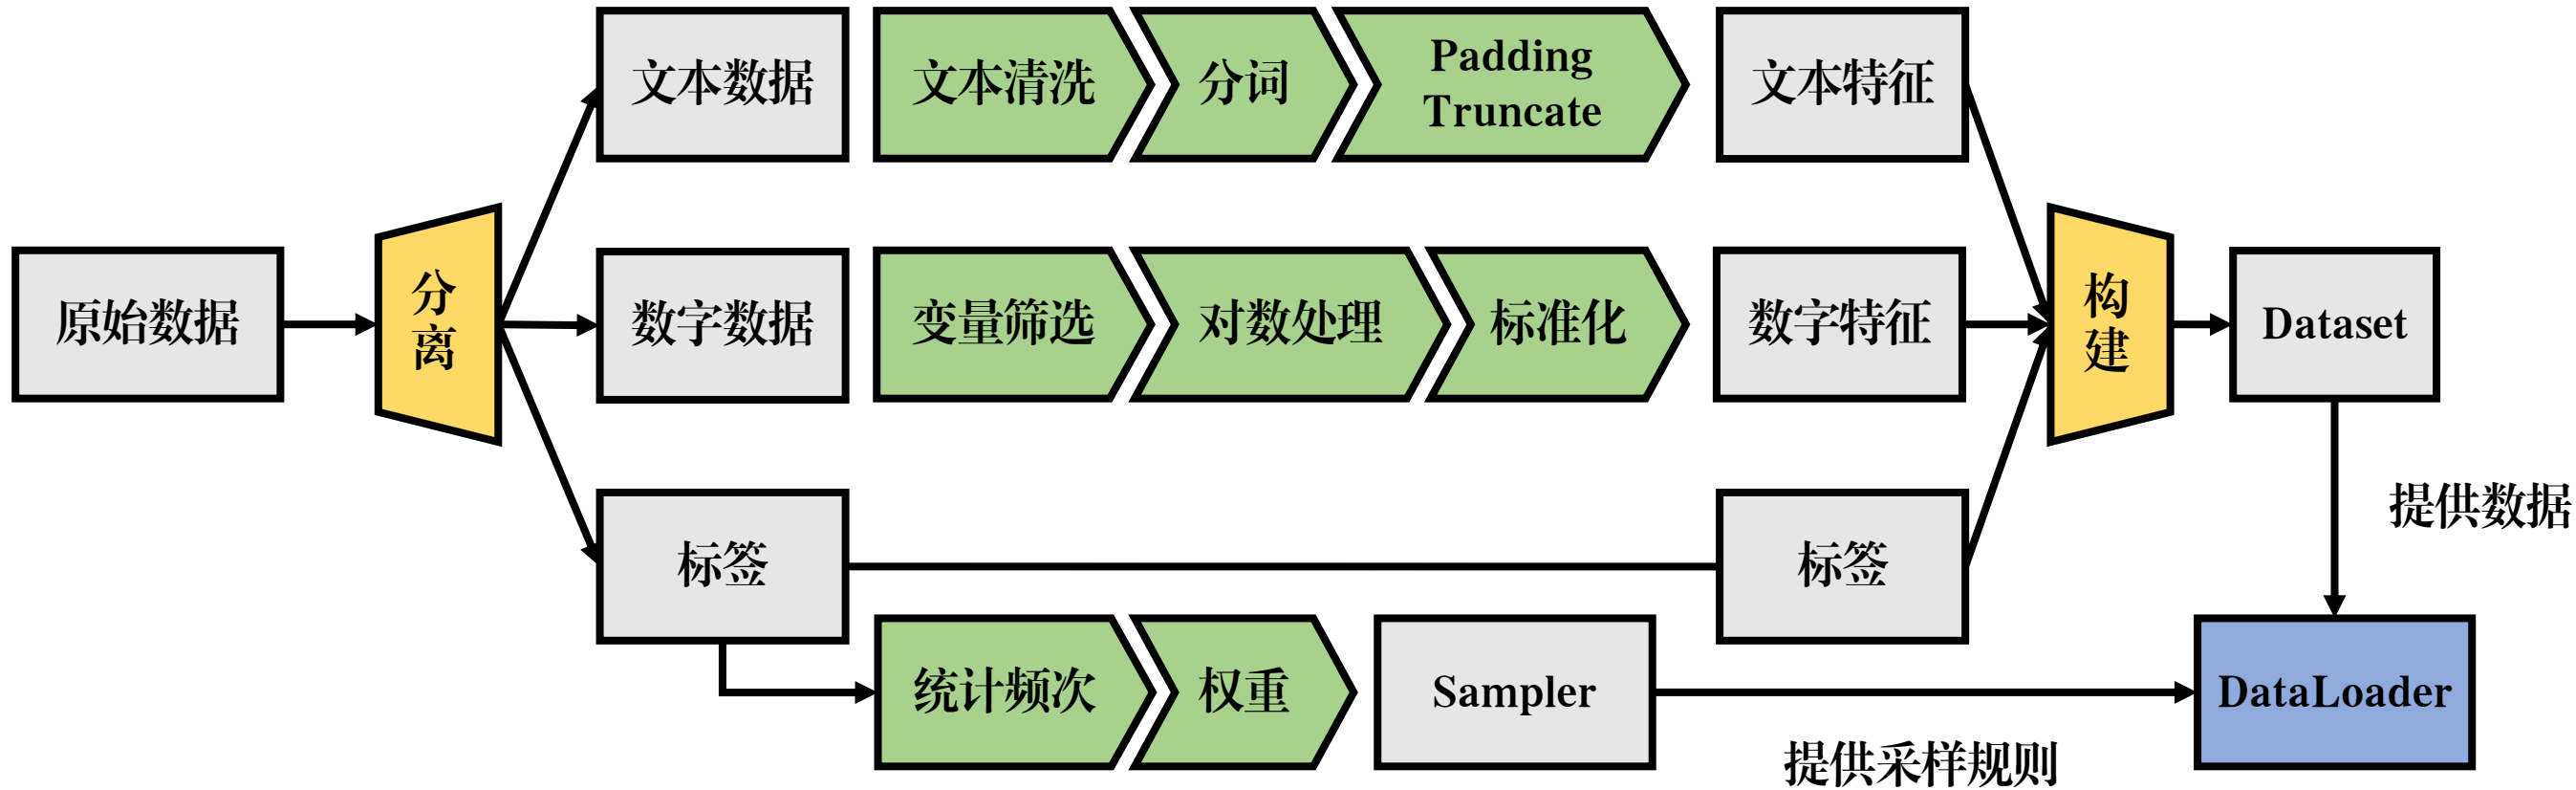 文本数据
文本清洗
分词
Padding
Truncate
文本特征
原始数据
分
离
数字数据
变量筛选
对数处理
标准化
数字特征
构
建
Dataset
提供数据
标签
标签
统计频次
权重
Sampler
DataLoader
提供采样规则